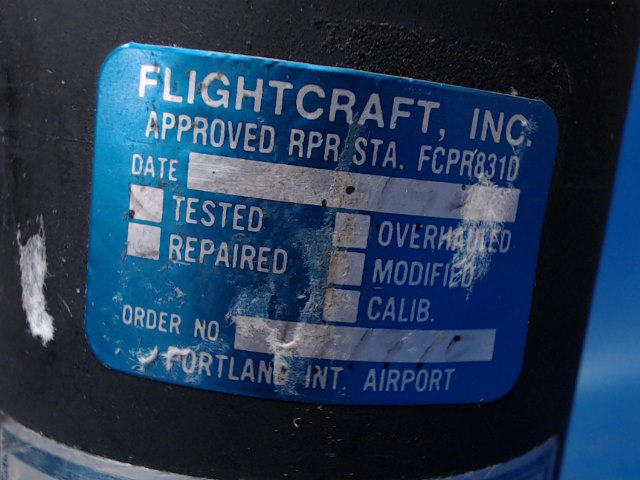 FLIGHTCRAFT, INC.
APPROVED RPR STA. FCPR831D
DATE
TESTED
OVERHAULED
REPAIRED
MODIFIED
CALIB.
ORDER NO
PORTLAND INT. AIRPORT